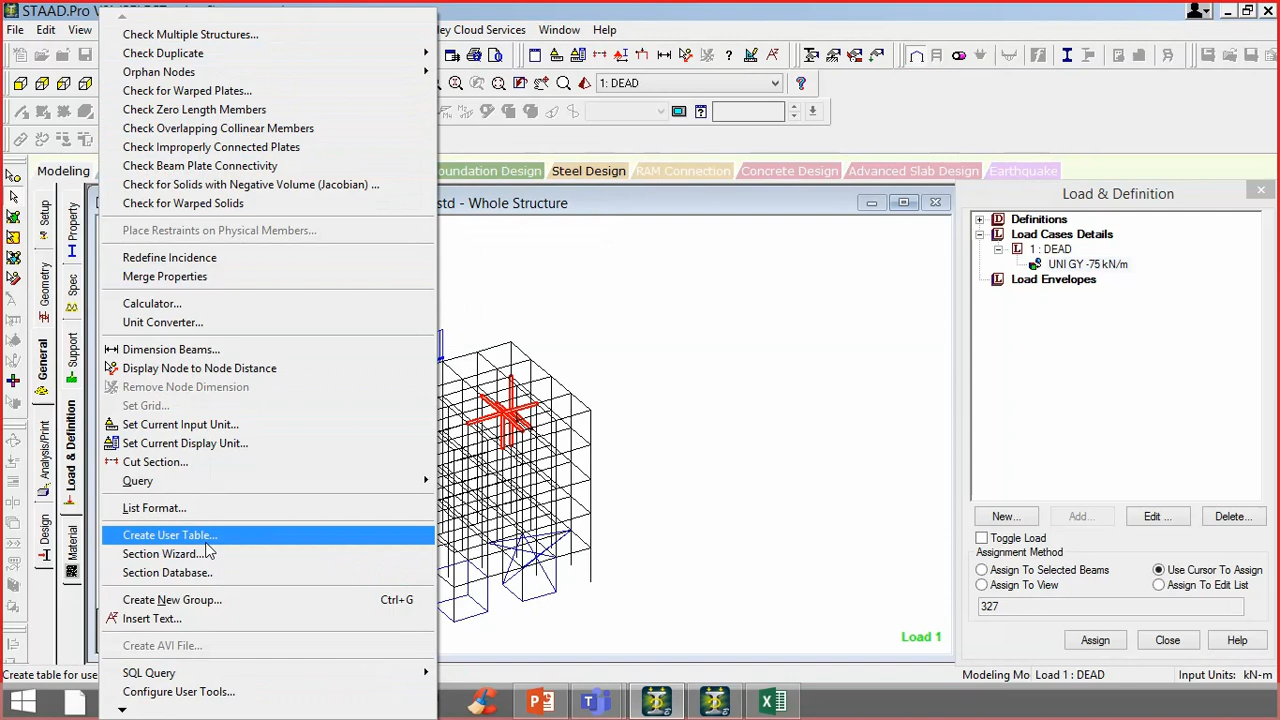 STAAD.Pro
File
Edit
View
ley Cloud Services
Window
Help
Check Multiple Structures...
Check Duplicate
Orphan Nodes
Check for Warped Plates...
Check Zero Length Members
Check Overlapping Collinear Members
Check Improperly Connected Plates
Check Beam Plate Connectivity
Check for Solids with Negative Volume (Jacobian) ...
Check for Warped Solids
Place Restraints on Physical Members...
Redefine Incidence
Merge Properties
Calculator...
Unit Converter...
Dimension Beams...
Display Node to Node Distance
Remove Node Dimension
Set Grid...
Set Current Input Unit...
Set Current Display Unit...
Cut Section...
Query
List Format...
Create User Table...
Section Wizard...
Section Database..
Create New Group... Ctrl+G
Insert Text...
Create AVI File...
SQL Query
Configure User Tools...
1: DEAD
Modeling
oundation Design
Steel Design
RAM Connection
Concrete Design
Advanced Slab Design
Earthquake
Setup
Geometry
General
Analysis/Print
Design
Property
Spec
Support
Load & Definition
Material
std - Whole Structure
Load 1
Load & Definition
Definitions
Load Cases Details
1 : DEAD
UNI GY -75 kN/m
Load Envelopes
New...
Add...
Edit ...
Delete...
Toggle Load
Assignment Method
Assign To Selected Beams
Use Cursor To Assign
Assign To View
Assign To Edit List
327
Assign
Close
Help
Create table for use
Modeling Mo
Load 1 : DEAD
Input Units: kN-